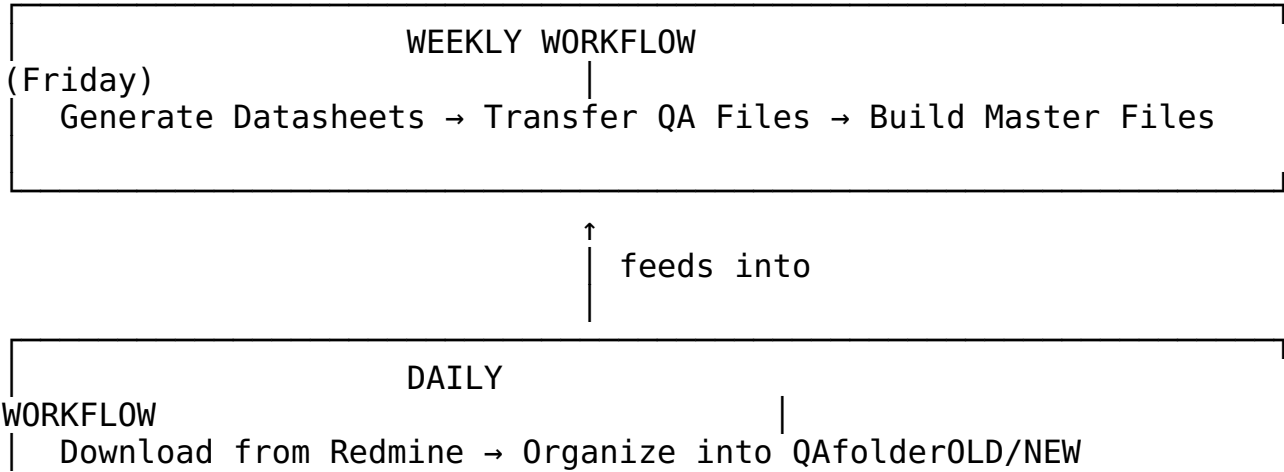 WEEKLY WORKFLOW
(Friday)
Generate Datasheets → Transfer QA Files → Build Master Files
↑
feeds into
DAILY
WORKFLOW
Download from Redmine → Organize into QAfolderOLD/NEW